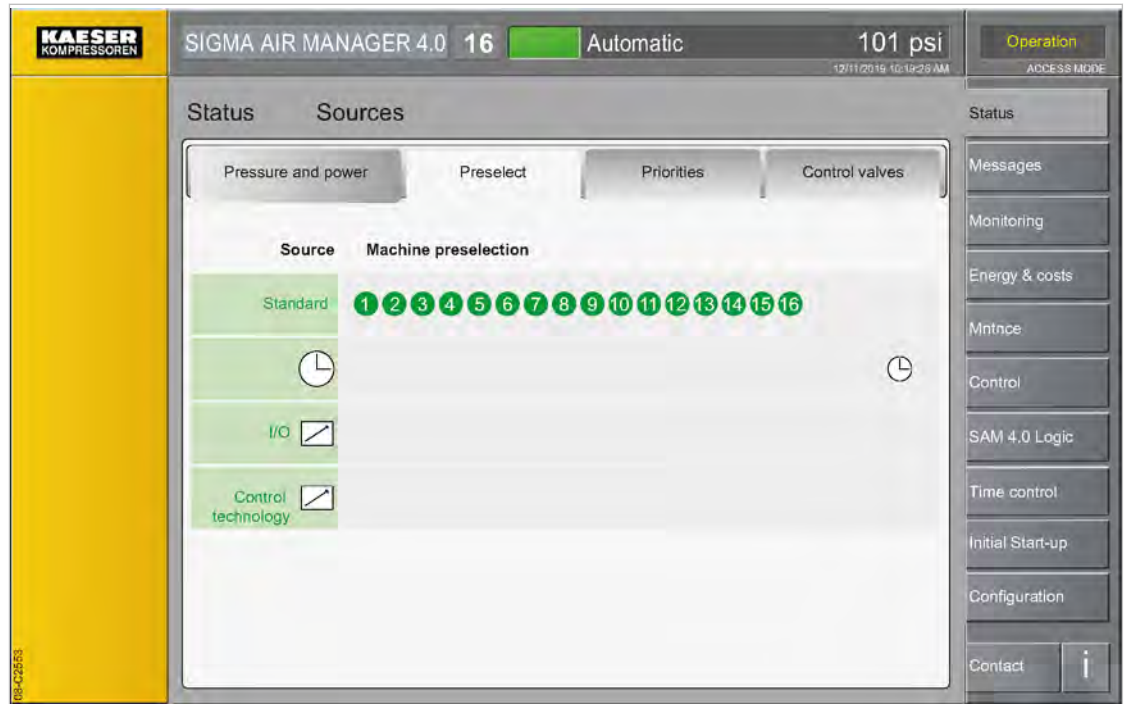 KAESER
KOMPRESSOREN
SIGMA AIR MANAGER 4.0 16 Automatic 101 psi
12/11/2019 10:19:26 AM
Operation
ACCESS MODE
Status Sources
Pressure and power Preselect Priorities Control valves
Source Machine preselection
Standard 1 2 3 4 5 6 7 8 9 10 11 12 13 14 15 16
I/O
Control
technology
Status
Messages
Monitoring
Energy & costs
Mntnce
Control
SAM 4.0 Logic
Time control
Initial Start-up
Configuration
Contact i
08-C2553